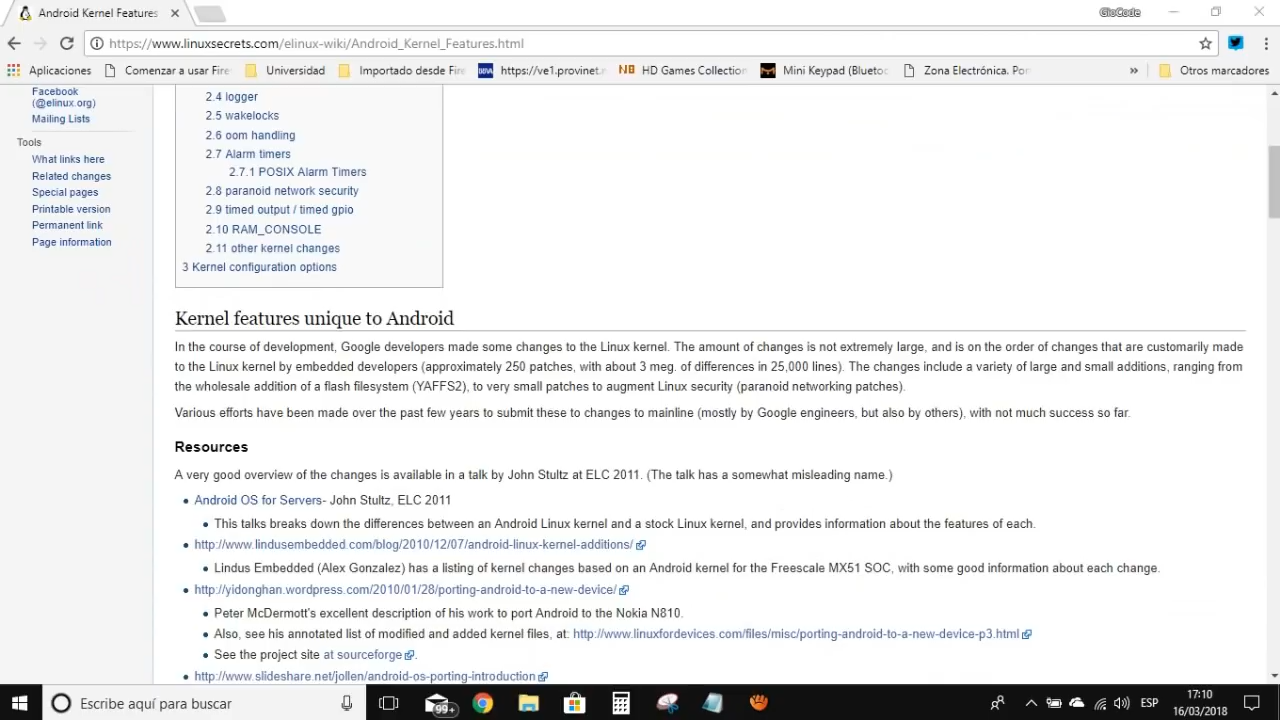 Android Kernel Features
GioCode
https://www.linuxsecrets.com/elinux-wiki/Android_Kernel_Features.html
Aplicaciones
Comenzar a usar Fire
Universidad
Importado desde Fire
https://ve1.provinet.
HD Games Collection
Mini Keypad (Bluetoo
Zona Electrónica. Po
»
Otros marcadores
Facebook
(@elinux.org)
Mailing Lists
Tools
What links here
Related changes
Special pages
Printable version
Permanent link
Page information
2.4 logger
2.5 wakelocks
2.6 oom handling
2.7 Alarm timers
2.7.1 POSIX Alarm Timers
2.8 paranoid network security
2.9 timed output / timed gpio
2.10 RAM_CONSOLE
2.11 other kernel changes
3 Kernel configuration options
Kernel features unique to Android
In the course of development, Google developers made some changes to the Linux kernel. The amount of changes is not extremely large, and is on the order of changes that are customarily made
to the Linux kernel by embedded developers (approximately 250 patches, with about 3 meg. of differences in 25,000 lines). The changes include a variety of large and small additions, ranging from
the wholesale addition of a flash filesystem (YAFFS2), to very small patches to augment Linux security (paranoid networking patches).
Various efforts have been made over the past few years to submit these to changes to mainline (mostly by Google engineers, but also by others), with not much success so far.
Resources
A very good overview of the changes is available in a talk by John Stultz at ELC 2011. (The talk has a somewhat misleading name.)
Android OS for Servers- John Stultz, ELC 2011
This talks breaks down the differences between an Android Linux kernel and a stock Linux kernel, and provides information about the features of each.
http://www.lindusembedded.com/blog/2010/12/07/android-linux-kernel-additions/
Lindus Embedded (Alex Gonzalez) has a listing of kernel changes based on an Android kernel for the Freescale MX51 SOC, with some good information about each change.
http://yidonghan.wordpress.com/2010/01/28/porting-android-to-a-new-device/
Peter McDermott's excellent description of his work to port Android to the Nokia N810.
Also, see his annotated list of modified and added kernel files, at: http://www.linuxfordevices.com/files/misc/porting-android-to-a-new-device-p3.html
See the project site at sourceforge.
http://www.slideshare.net/jollen/android-os-porting-introduction
Escribe aquí para buscar
99+
ESP
17:10
16/03/2018